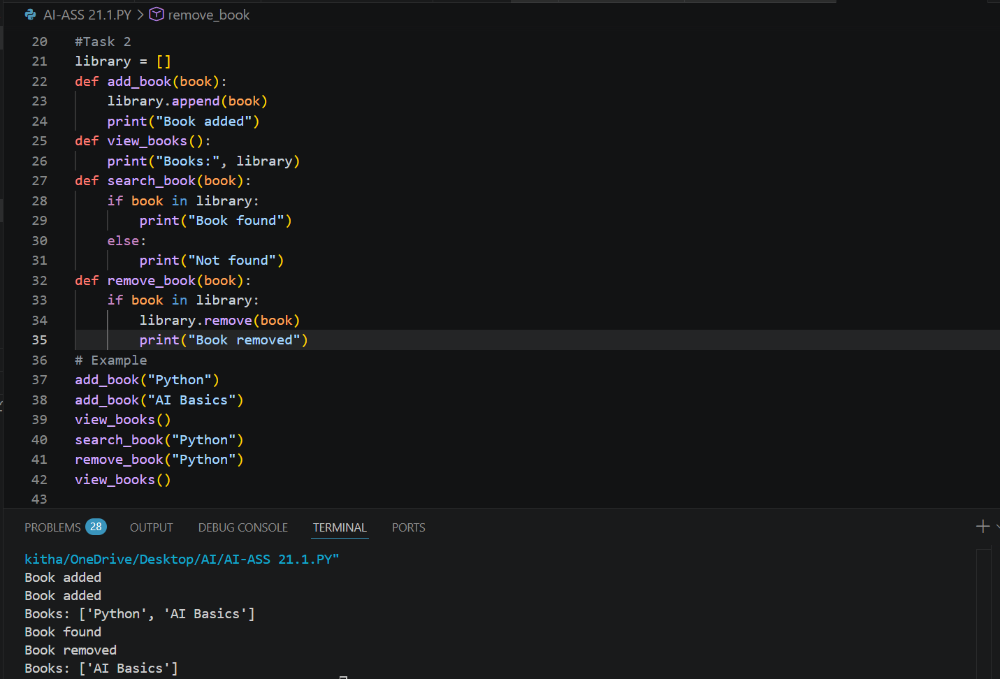 AI-ASS 21.1.PY > remove_book
20 #Task 2
21 library = []
22 def add_book(book):
23     library.append(book)
24     print("Book added")
25 def view_books():
26     print("Books:", library)
27 def search_book(book):
28     if book in library:
29         print("Book found")
30     else:
31         print("Not found")
32 def remove_book(book):
33     if book in library:
34         library.remove(book)
35         print("Book removed")
36 # Example
37 add_book("Python")
38 add_book("AI Basics")
39 view_books()
40 search_book("Python")
41 remove_book("Python")
42 view_books()
43
PROBLEMS 28 OUTPUT DEBUG CONSOLE TERMINAL PORTS
kitha/OneDrive/Desktop/AI/AI-ASS 21.1.PY"
Book added
Book added
Books: ['Python', 'AI Basics']
Book found
Book removed
Books: ['AI Basics']